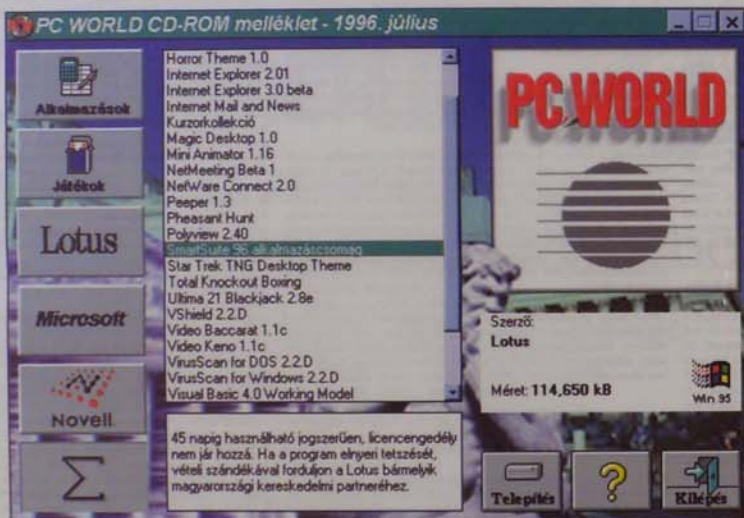 PC WORLD CD-ROM melléklet - 1996. július
Alkalmazások
Játékok
Lotus
Microsoft
Novell
Σ
Horror Theme 1.0
Internet Explorer 2.01
Internet Explorer 3.0 beta
Internet Mail and News
Kurzorkollekció
Magic Desktop 1.0
Mini Animator 1.16
NetMeeting Beta 1
NetWare Connect 2.0
Peeper 1.3
Pheasant Hunt
Polyview 2.40
SmartSuite 96 alkalmazáscsomag
Star Trek TNG Desktop Theme
Total Knockout Boxing
Ultima 21 Blackjack 2.8e
VShield 2.2.D
Video Baccarat 1.1c
Video Keno 1.1c
VirusScan for DOS 2.2.D
VirusScan for Windows 2.2.D
Visual Basic 4.0 Working Model
45 napig használható jogszerűen, licencengedély
nem jár hozzá. Ha a program elnyeri tetszését,
vételi szándékával forduljon a Lotus bármelyik
magyarországi kereskedelmi partneréhez.
PC WORLD
Szerző:
Lotus
Méret: 114,650 kB
Win 95
Telepítés
?
Kilépés